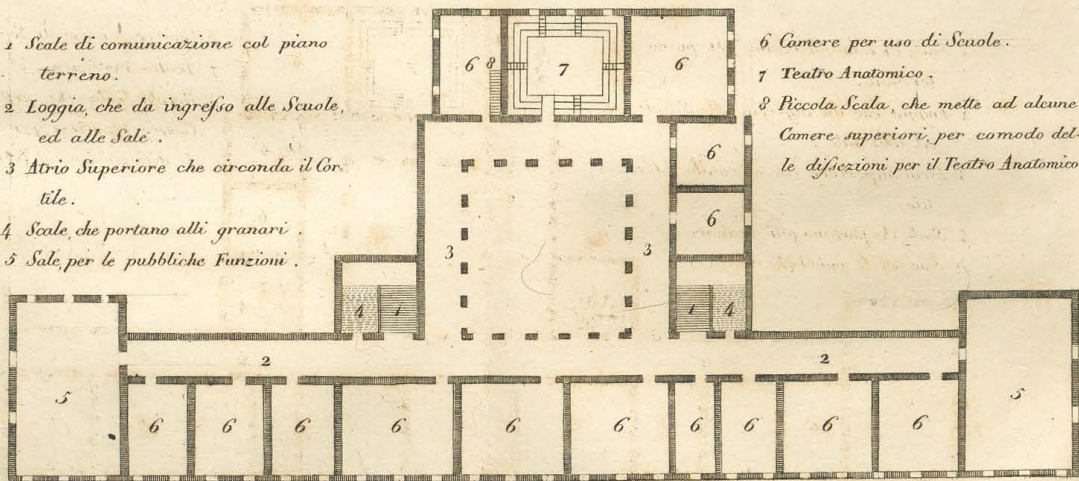 1 Scale di comunicazione col piano
terreno.
2 Loggia, che da ingresso alle Scuole,
ed alle Sale.
3 Atrio Superiore che circonda il Cor-
tile.
4 Scale, che portano alli granari.
5 Sale, per le pubbliche Funzioni.
6 Camere per uso di Scuole.
7 Teatro Anatomico.
8 Piccola Scala, che mette ad alcune
Camere superiori, per comodo del-
le dissezioni per il Teatro Anatomico
6 8 7 6
6
6
3 3
4 1 1 4
2 2
5 5
6 6 6 6 6 6 6 6 6 6